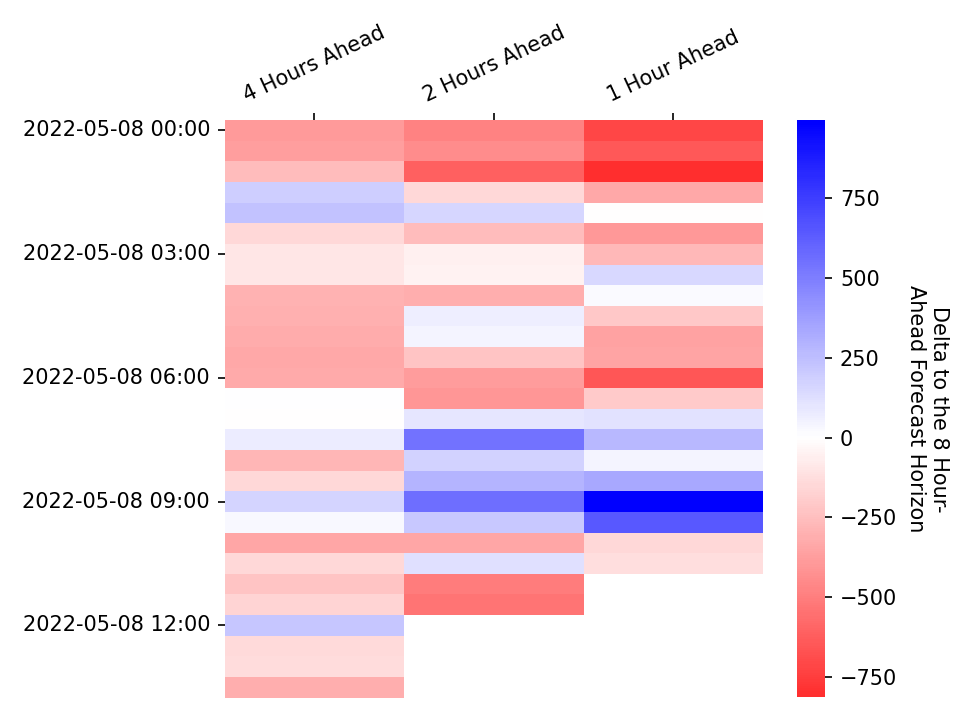 4 Hours Ahead
2 Hours Ahead
1 Hour Ahead
2022-05-08 00:00
2022-05-08 03:00
2022-05-08 06:00
2022-05-08 09:00
2022-05-08 12:00
750
500
250
0
−250
−500
−750
Delta to the 8 Hour-
Ahead Forecast Horizon